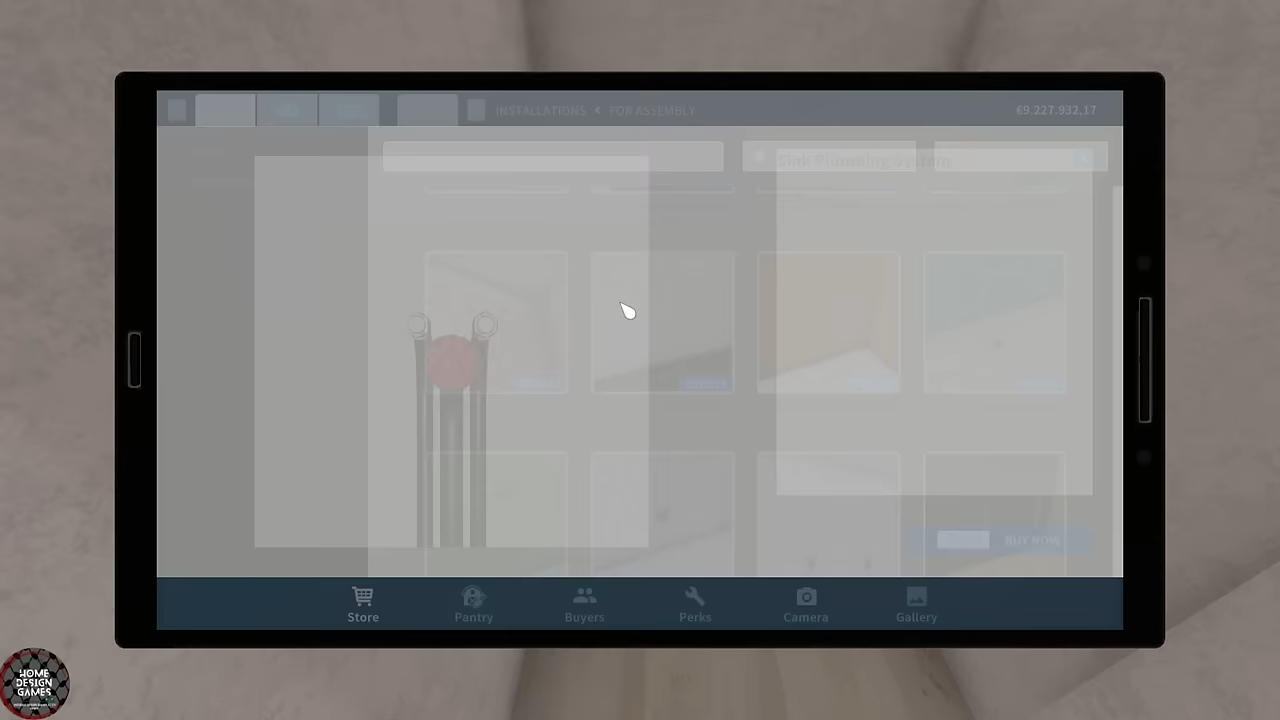 INSTALLATIONS < FOR ASSEMBLY
€9.227.932,17
Sink Plumbing System
BUY NOW
Store
Pantry
Buyers
Perks
Camera
Gallery
HOME
DESIGN
GAMES